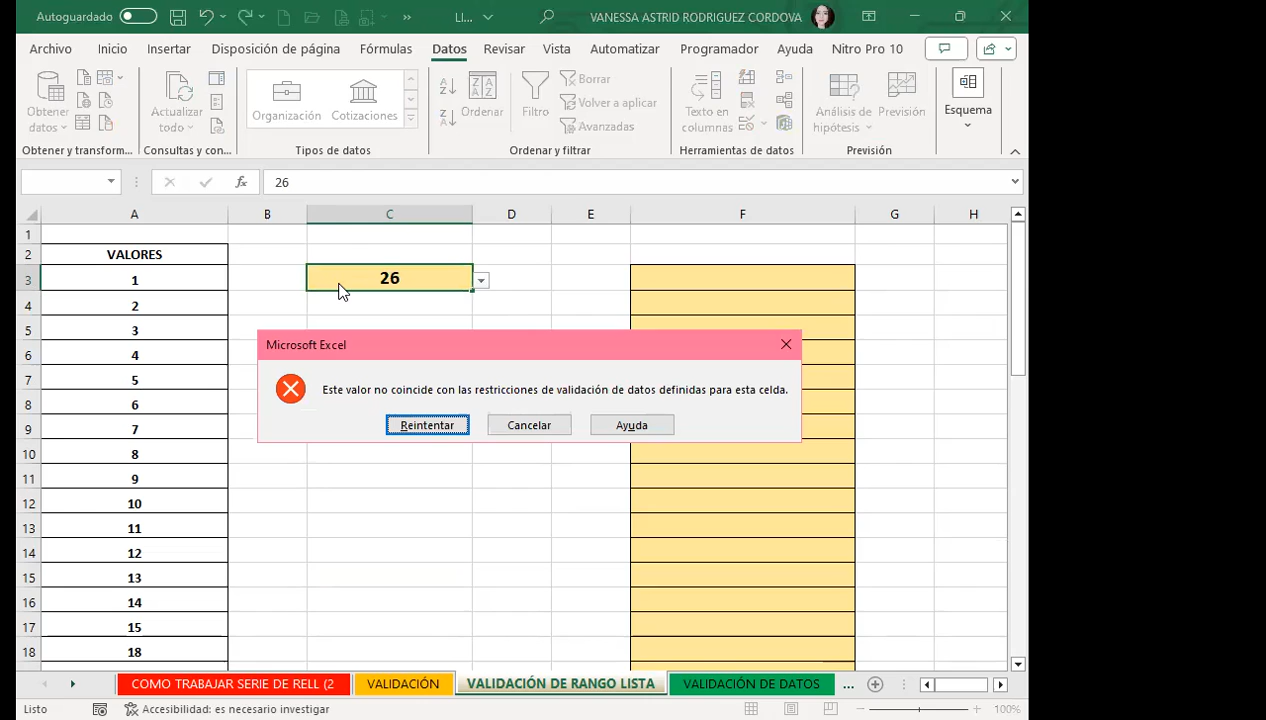 Autoguardado
LI...
VANESSA ASTRID RODRIGUEZ CORDOVA
Archivo Inicio Insertar Disposición de página Fórmulas Datos Revisar Vista Automatizar Programador Ayuda Nitro Pro 10
Obtener datos
Actualizar todo
Organización
Cotizaciones
Ordenar
Filtro
Borrar
Volver a aplicar
Avanzadas
Texto en columnas
Análisis de hipótesis
Previsión
Esquema
Obtener y transform...
Consultas y con...
Tipos de datos
Ordenar y filtrar
Herramientas de datos
Previsión
fx 26
A B C D E F G H
1
2 VALORES
3 1 26
4 2
5 3
6 4
7 5
8 6
9 7
10 8
11 9
12 10
13 11
14 12
15 13
16 14
17 15
18 18
Microsoft Excel
Este valor no coincide con las restricciones de validación de datos definidas para esta celda.
Reintentar Cancelar Ayuda
COMO TRABAJAR SERIE DE RELL (2 VALIDACIÓN VALIDACIÓN DE RANGO LISTA VALIDACIÓN DE DATOS ...
Listo Accesibilidad: es necesario investigar 100%